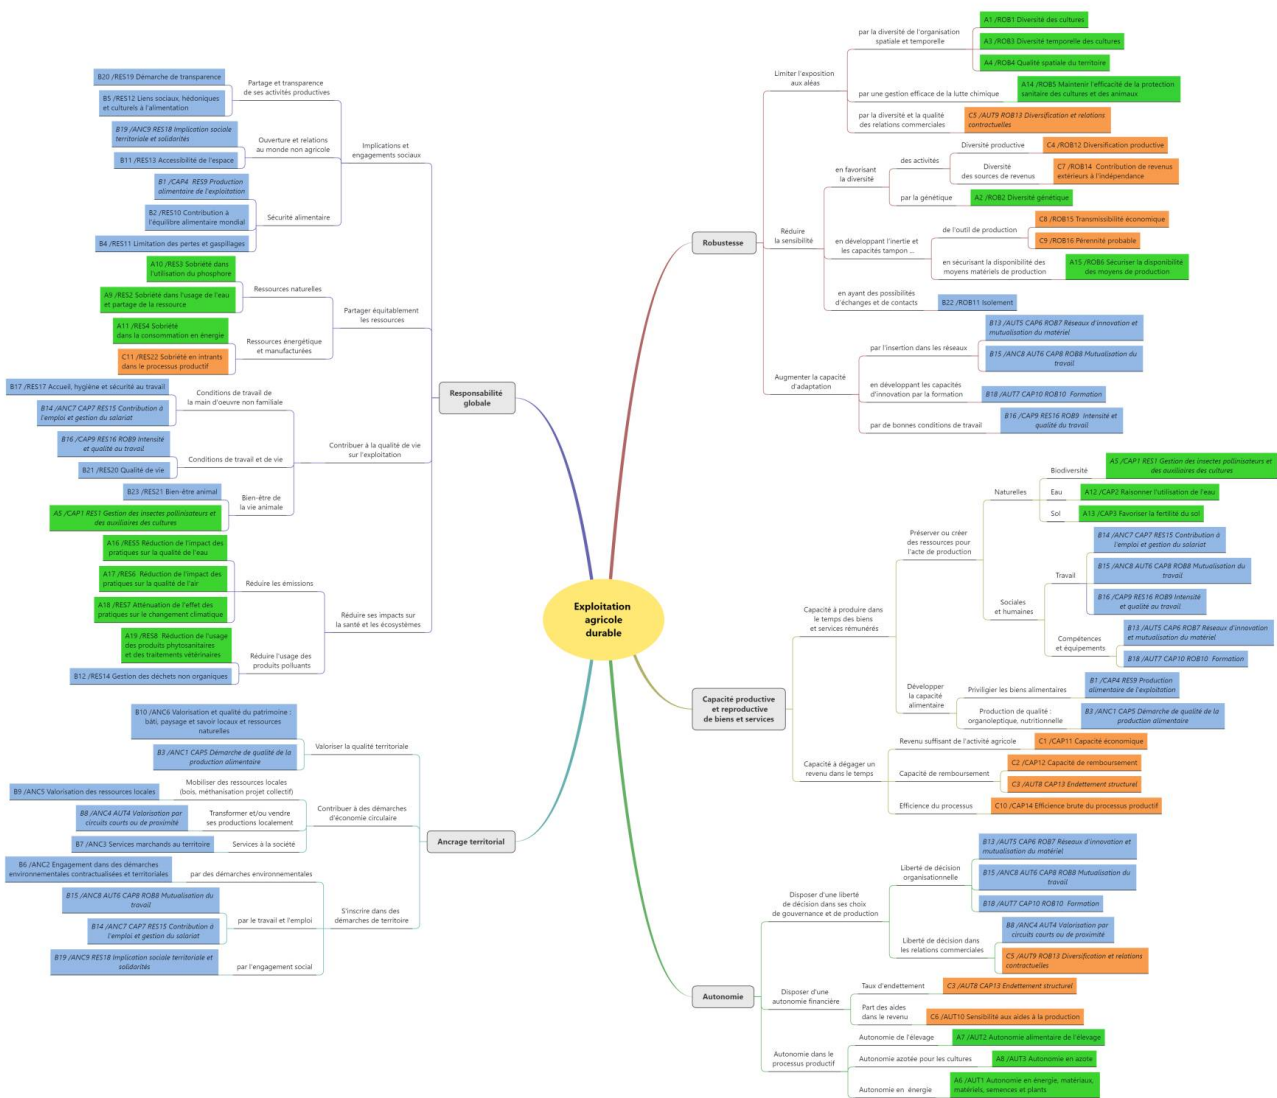 Exploitation
agricole
durable
Robustesse
Limiter l'exposition
aux aléas
par la diversité de l'organisation
spatiale et temporelle
A1 /ROB1 Diversité des cultures
A3 /ROB3 Diversité temporelle des cultures
A4 /ROB4 Qualité spatiale du territoire
par une gestion efficace de la lutte chimique
A14 /ROB5 Maintenir l'efficacité de la protection
sanitaire des cultures et des animaux
par la diversité et la qualité
des relations commerciales
C5 /AUT9 ROB13 Diversification et relations
contractuelles
Réduire
la sensibilité
en favorisant
la diversité
des activités
Diversité productive
C4 /ROB12 Diversification productive
Diversité
des sources de revenus
C7 /ROB14 Contribution de revenus
extérieurs à l'indépendance
par la génétique
A2 /ROB2 Diversité génétique
en développant l'inertie et
les capacités tampon ...
de l'outil de production
C8 /ROB15 Transmissibilité économique
C9 /ROB16 Pérennité probable
en sécurisant la disponibilité des
moyens matériels de production
A15 /ROB6 Sécuriser la disponibilité
des moyens de production
en ayant des possibilités
d'échanges et de contacts
B22 /ROB11 Isolement
Augmenter la capacité
d'adaptation
par l'insertion dans les réseaux
B13 /AUT5 CAP6 ROB7 Réseaux d'innovation et
mutualisation du matériel
B15 /ANC8 AUT6 CAP8 ROB8 Mutualisation du
travail
en développant les capacités
d'innovation par la formation
B18 /AUT7 CAP10 ROB10 Formation
par de bonnes conditions de travail
B16 /CAP9 RES16 ROB9 Intensité et
qualité du travail
Capacité productive
et reproductive
de biens et services
Capacité à produire dans
le temps des biens
et services rémunérés
Préserver ou créer
des ressources pour
l'acte de production
Naturelles
Biodiversité
A5 /CAP1 RES1 Gestion des insectes pollinisateurs et
des auxiliaires des cultures
Eau
A12 /CAP2 Raisonner l'utilisation de l'eau
Sol
A13 /CAP3 Favoriser la fertilité du sol
Sociales
et humaines
Travail
B14 /ANC7 CAP7 RES15 Contribution à
l'emploi et gestion du salariat
B15 /ANC8 AUT6 CAP8 ROB8 Mutualisation du
travail
B16 /CAP9 RES16 ROB9 Intensité
et qualité au travail
Compétences
et équipements
B13 /AUT5 CAP6 ROB7 Réseaux d'innovation
et mutualisation du matériel
B18 /AUT7 CAP10 ROB10 Formation
Développer
la capacité
alimentaire
Priviligier les biens alimentaires
B1 /CAP4 RES9 Production
alimentaire de l'exploitation
Production de qualité :
organoleptique, nutritionnelle
B3 /ANC1 CAP5 Démarche de qualité de la
production alimentaire
Capacité à dégager un
revenu dans le temps
Revenu suffisant de l'activité agricole
C1 /CAP11 Capacité économique
Capacité de remboursement
C2 /CAP12 Capacité de remboursement
C3 /AUT8 CAP13 Endettement structurel
Efficience du processus
C10 /CAP14 Efficience brute du processus productif
Autonomie
Disposer d'une liberté
de décision dans ses choix
de gouvernance et de production
Liberté de décision
organisationnelle
B13 /AUT5 CAP6 ROB7 Réseaux d'innovation et
mutualisation du matériel
B15 /ANC8 AUT6 CAP8 ROB8 Mutualisation du
travail
B18 /AUT7 CAP10 ROB10 Formation
Liberté de décision dans
les relations commerciales
B8 /ANC4 AUT4 Valorisation par
circuits courts ou de proximité
C5 /AUT9 ROB13 Diversification et relations
contractuelles
Disposer d'une
autonomie financière
Taux d'endettement
C3 /AUT8 CAP13 Endettement structurel
Part des aides
dans le revenu
C6 /AUT10 Sensibilité aux aides à la production
Autonomie dans le
processus productif
Autonomie de l'élevage
A7 /AUT2 Autonomie alimentaire de l'élevage
Autonomie azotée pour les cultures
A8 /AUT3 Autonomie en azote
Autonomie en énergie
A6 /AUT1 Autonomie en énergie, matériaux,
matériels, semences et plants
Responsabilité
globale
Implications et
engagements sociaux
Partage et transparence
de ses activités productives
B20 /RES19 Démarche de transparence
B5 /RES12 Liens sociaux, hédoniques
et culturels à l'alimentation
Ouverture et relations
au monde non agricole
B19 /ANC9 RES18 Implication sociale
territoriale et solidarités
B11 /RES13 Accessibilité de l'espace
Sécurité alimentaire
B1 /CAP4 RES9 Production
alimentaire de l'exploitation
B2 /RES10 Contribution à
l'équilibre alimentaire mondial
B4 /RES11 Limitation des pertes et gaspillages
Partager équitablement
les ressources
Ressources naturelles
A10 /RES3 Sobriété dans
l'utilisation du phosphore
A9 /RES2 Sobriété dans l'usage de l'eau
et partage de la ressource
Ressources énergétique
et manufacturées
A11 /RES4 Sobriété
dans la consommation en énergie
C11 /RES22 Sobriété en intrants
dans le processus productif
Contribuer à la qualité de vie
sur l'exploitation
Conditions de travail de
la main d'oeuvre non familiale
B17 /RES17 Accueil, hygiène et sécurité au travail
B14 /ANC7 CAP7 RES15 Contribution à
l'emploi et gestion du salariat
Conditions de travail et de vie
B16 /CAP9 RES16 ROB9 Intensité
et qualité au travail
B21 /RES20 Qualité de vie
Bien-être de
la vie animale
B23 /RES21 Bien-être animal
A5 /CAP1 RES1 Gestion des insectes pollinisateurs et
des auxiliaires des cultures
Réduire ses impacts sur
la santé et les écosystèmes
Réduire les émissions
A16 /RES5 Réduction de l'impact des
pratiques sur la qualité de l'eau
A17 /RES6 Réduction de l'impact des
pratiques sur la qualité de l'air
A18 /RES7 Atténuation de l'effet des
pratiques sur le changement climatique
Réduire l'usage des
produits polluants
A19 /RES8 Réduction de l'usage
des produits phytosanitaires
et des traitements vétérinaires
B12 /RES14 Gestion des déchets non organiques
Ancrage territorial
Valoriser la qualité territoriale
B10 /ANC6 Valorisation et qualité du patrimoine :
bâti, paysage et savoir locaux et ressources
naturelles
B3 /ANC1 CAP5 Démarche de qualité de la
production alimentaire
Contribuer à des démarches
d'économie circulaire
Mobiliser des ressources locales
(bois, méthanisation projet collectif)
B9 /ANC5 Valorisation des ressources locales
Transformer et/ou vendre
ses productions localement
B8 /ANC4 AUT4 Valorisation par
circuits courts ou de proximité
Services à la société
B7 /ANC3 Services marchands au territoire
S'inscrire dans des
démarches de territoire
par des démarches environnementales
B6 /ANC2 Engagement dans des démarches
environnementales contractualisées et territoriales
par le travail et l'emploi
B15 /ANC8 AUT6 CAP8 ROB8 Mutualisation du
travail
B14 /ANC7 CAP7 RES15 Contribution à
l'emploi et gestion du salariat
par l'engagement social
B19 /ANC9 RES18 Implication sociale territoriale et
solidarités